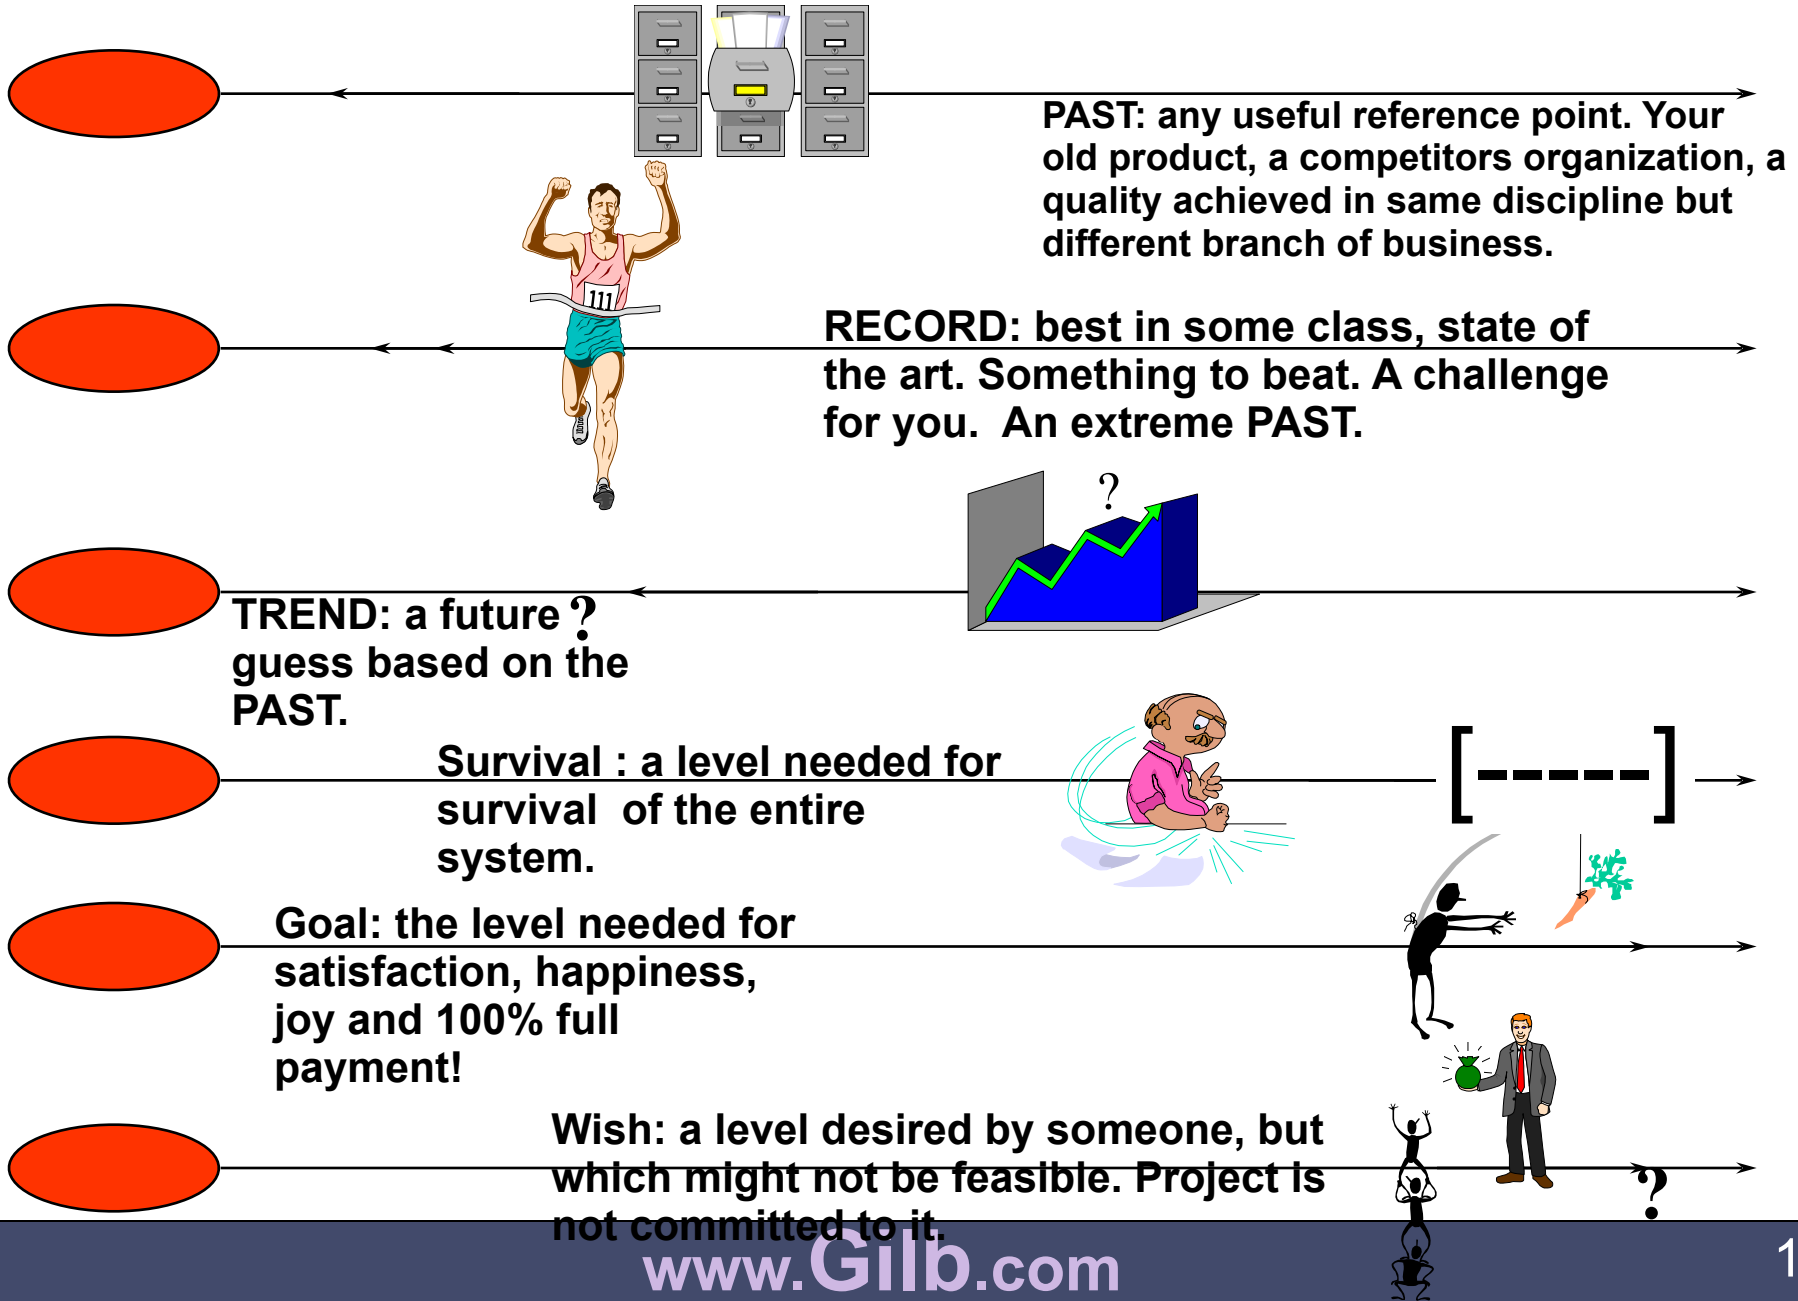 PAST: any useful reference point. Your
old product, a competitors organization, a
quality achieved in same discipline but
different branch of business.
111
RECORD: best in some class, state of
the art. Something to beat. A challenge
for you.  An extreme PAST.
?
TREND: a future ?
guess based on the
PAST.
Survival : a level needed for
survival  of the entire
system.
[-----]
Goal: the level needed for
satisfaction, happiness,
joy and 100% full
payment!
Wish: a level desired by someone, but
which might not be feasible. Project is
not committed to it.
?
www.Gilb.com
1